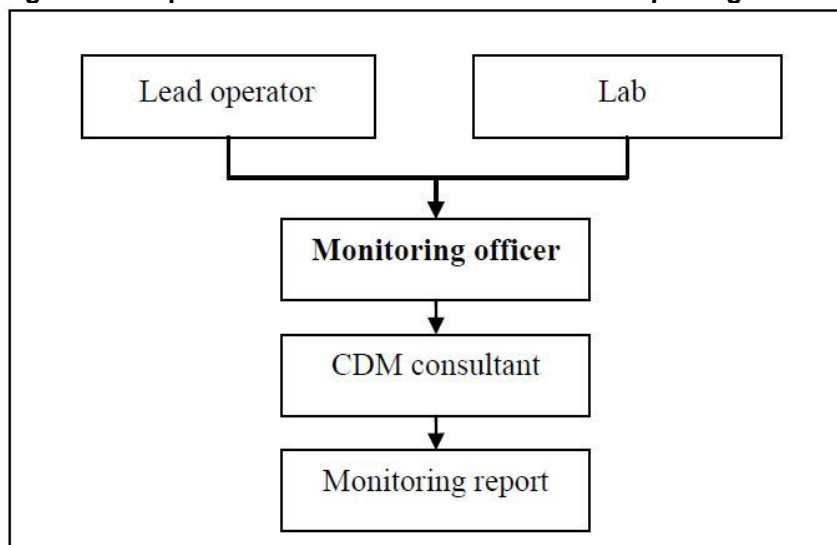 Lead operator
Lab
Monitoring officer
CDM consultant
Monitoring report